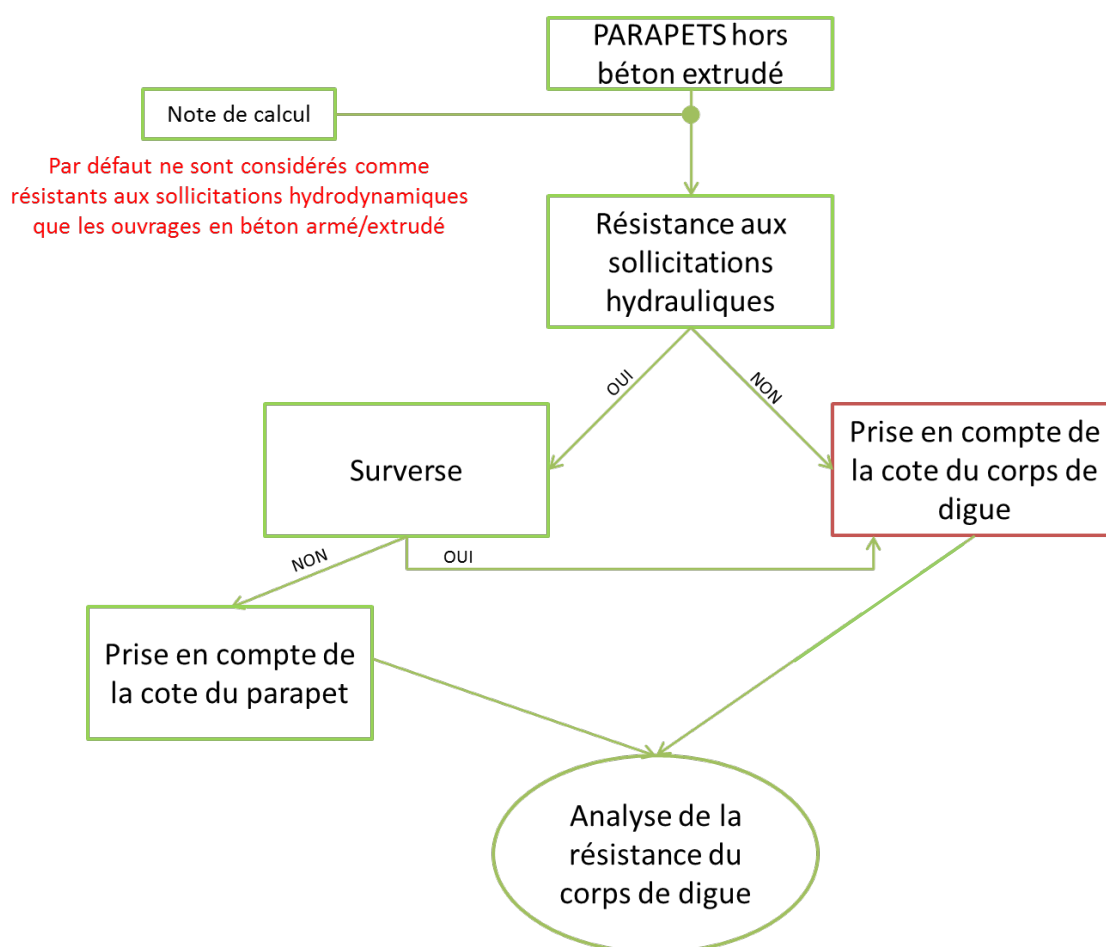 PARAPETS hors
béton extrudé
Note de calcul
Par défaut ne sont considérés comme
résistants aux sollicitations hydrodynamiques
que les ouvrages en béton armé/extrudé
Résistance aux
sollicitations
hydrauliques
OUI
NON
Surverse
Prise en compte de
la cote du corps de
digue
NON
OUI
Prise en compte de
la cote du parapet
Analyse de la
résistance du
corps de digue